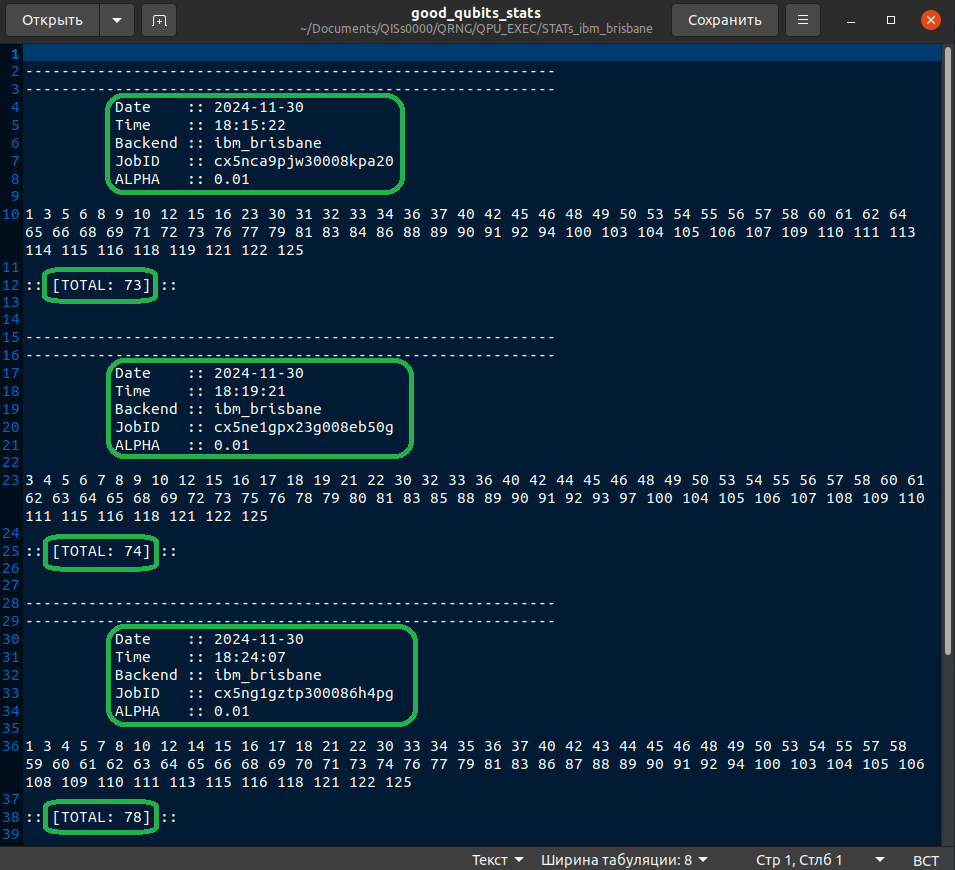 Открыть
good_qubits_stats
~/Documents/QISs0000/QRNG/QPU_EXEC/STATs_ibm_brisbane
Сохранить
1
2 -----------------------------------------------------------
3 -----------------------------------------------------------
4 Date :: 2024-11-30
5 Time :: 18:15:22
6 Backend :: ibm_brisbane
7 JobID :: cx5nca9pjw30008kpa20
8 ALPHA :: 0.01
9
10 1 3 5 6 8 9 10 12 15 16 23 30 31 32 33 34 36 37 40 42 45 46 48 49 50 53 54 55 56 57 58 60 61 62 64
65 66 68 69 71 72 73 76 77 79 81 83 84 86 88 89 90 91 92 94 100 103 104 105 106 107 109 110 111 113
114 115 116 118 119 121 122 125
11
12 :: [TOTAL: 73] ::
13
14
15 -----------------------------------------------------------
16 -----------------------------------------------------------
17 Date :: 2024-11-30
18 Time :: 18:19:21
19 Backend :: ibm_brisbane
20 JobID :: cx5ne1gpx23g008eb50g
21 ALPHA :: 0.01
22
23 3 4 5 6 7 8 9 10 12 15 16 17 18 19 21 22 30 32 33 36 40 42 44 45 46 48 49 50 53 54 55 56 57 58 60 61
62 63 64 65 68 69 72 73 75 76 78 79 80 81 83 85 88 89 90 91 92 93 97 100 104 105 106 107 108 109 110
111 115 116 118 121 122 125
24
25 :: [TOTAL: 74] ::
26
27
28 -----------------------------------------------------------
29 -----------------------------------------------------------
30 Date :: 2024-11-30
31 Time :: 18:24:07
32 Backend :: ibm_brisbane
33 JobID :: cx5ng1gztp300086h4pg
34 ALPHA :: 0.01
35
36 1 3 4 5 7 8 10 12 14 15 16 17 18 21 22 30 33 34 35 36 37 40 42 43 44 45 46 48 49 50 53 54 55 57 58
59 60 61 62 63 64 65 66 68 69 70 71 73 74 76 77 79 81 83 86 87 88 89 90 91 92 94 100 103 104 105 106
108 109 110 111 113 115 116 118 121 122 125
37
38 :: [TOTAL: 78] ::
39
Текст Ширина табуляции: 8 Стр 1, Стлб 1 ВСТ